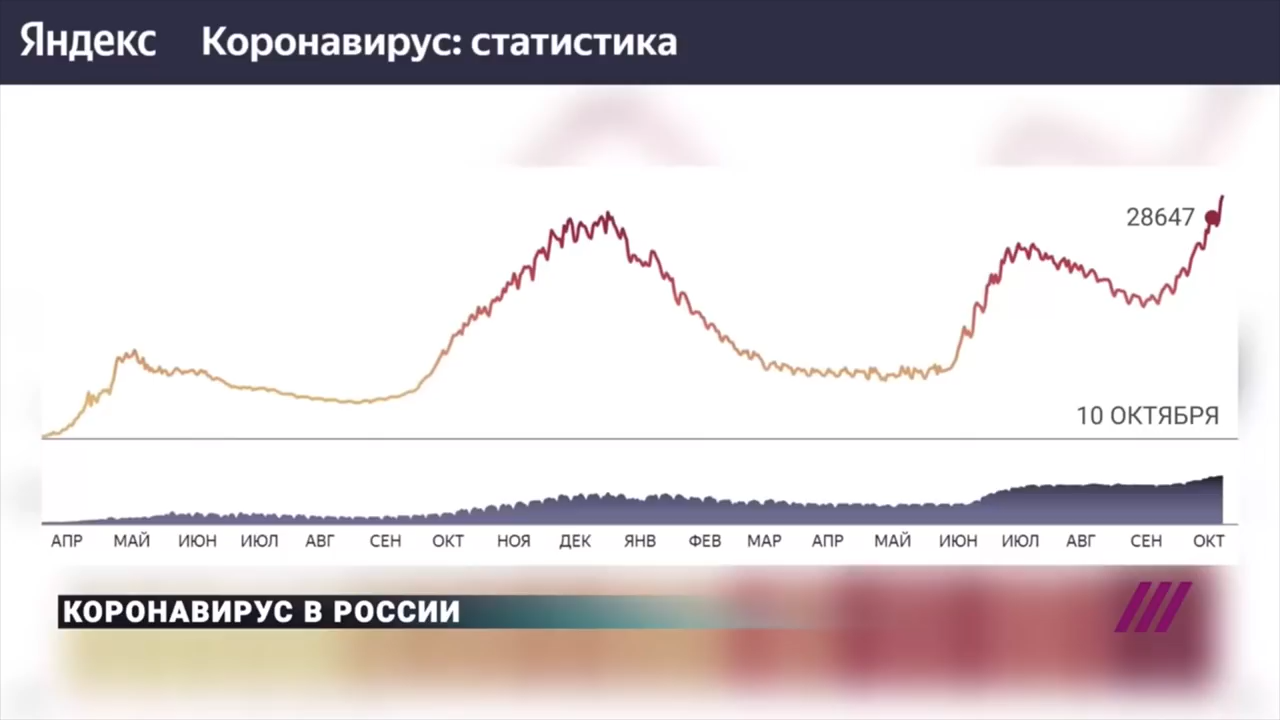 Яндекс Коронавирус: статистика
28647
10 ОКТЯБРЯ
АПР МАЙ ИЮН ИЮЛ АВГ СЕН ОКТ НОЯ ДЕК ЯНВ ФЕВ МАР АПР МАЙ ИЮН ИЮЛ АВГ СЕН ОКТ
КОРОНАВИРУС В РОССИИ